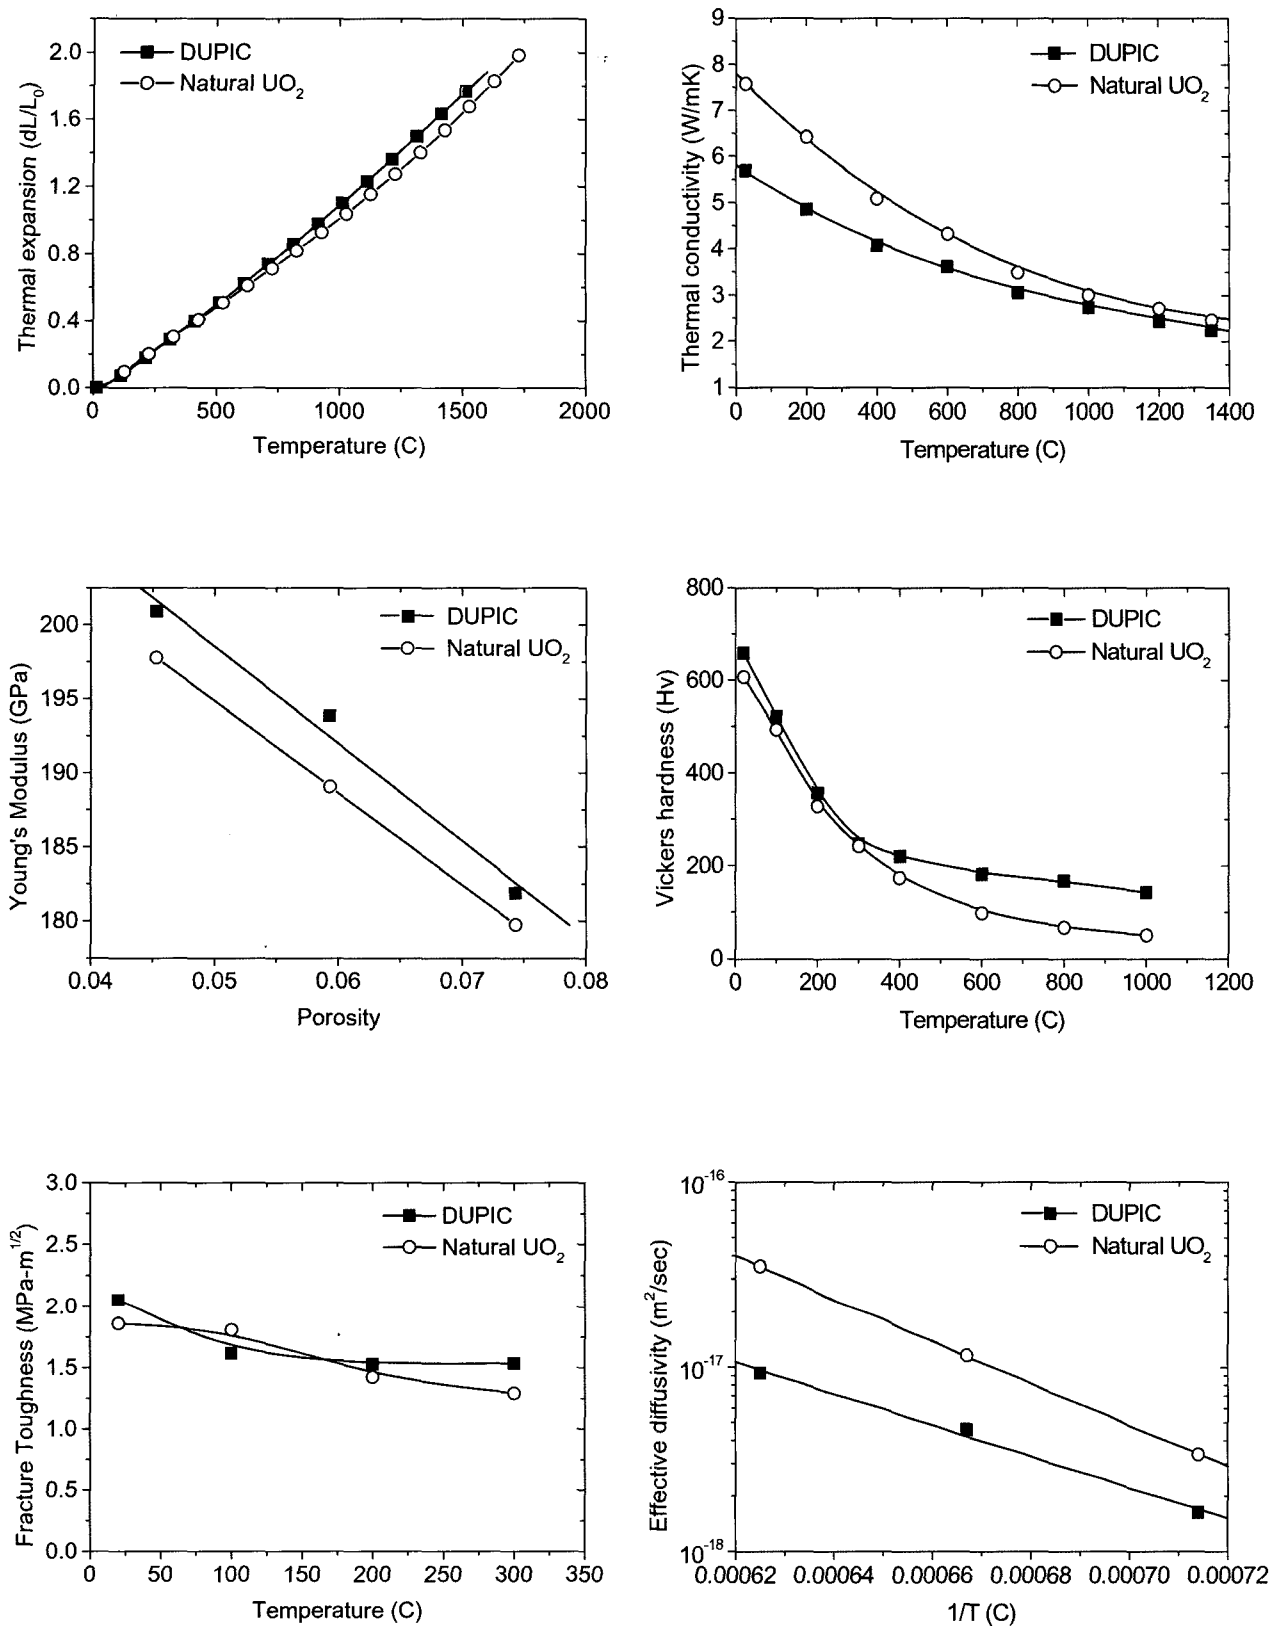 Thermal expansion (dL/L₀)
2.0
1.6
1.2
0.8
0.4
0.0
DUPIC
Natural UO₂
0 500 1000 1500 2000
Temperature (C)
Thermal conductivity (W/mK)
9
8
7
6
5
4
3
2
1
DUPIC
Natural UO₂
0 200 400 600 800 1000 1200 1400
Temperature (C)
Young's Modulus (GPa)
200
195
190
185
180
DUPIC
Natural UO₂
0.04 0.05 0.06 0.07 0.08
Porosity
Vickers hardness (Hv)
800
600
400
200
0
DUPIC
Natural UO₂
0 200 400 600 800 1000 1200
Temperature (C)
Fracture Toughness (MPa-m^1/2)
3.0
2.5
2.0
1.5
1.0
0.5
0.0
DUPIC
Natural UO₂
0 50 100 150 200 250 300 350
Temperature (C)
Effective diffusivity (m²/sec)
10⁻¹⁶
10⁻¹⁷
10⁻¹⁸
DUPIC
Natural UO₂
0.00062 0.00064 0.00066 0.00068 0.00070 0.00072
1/T (C)